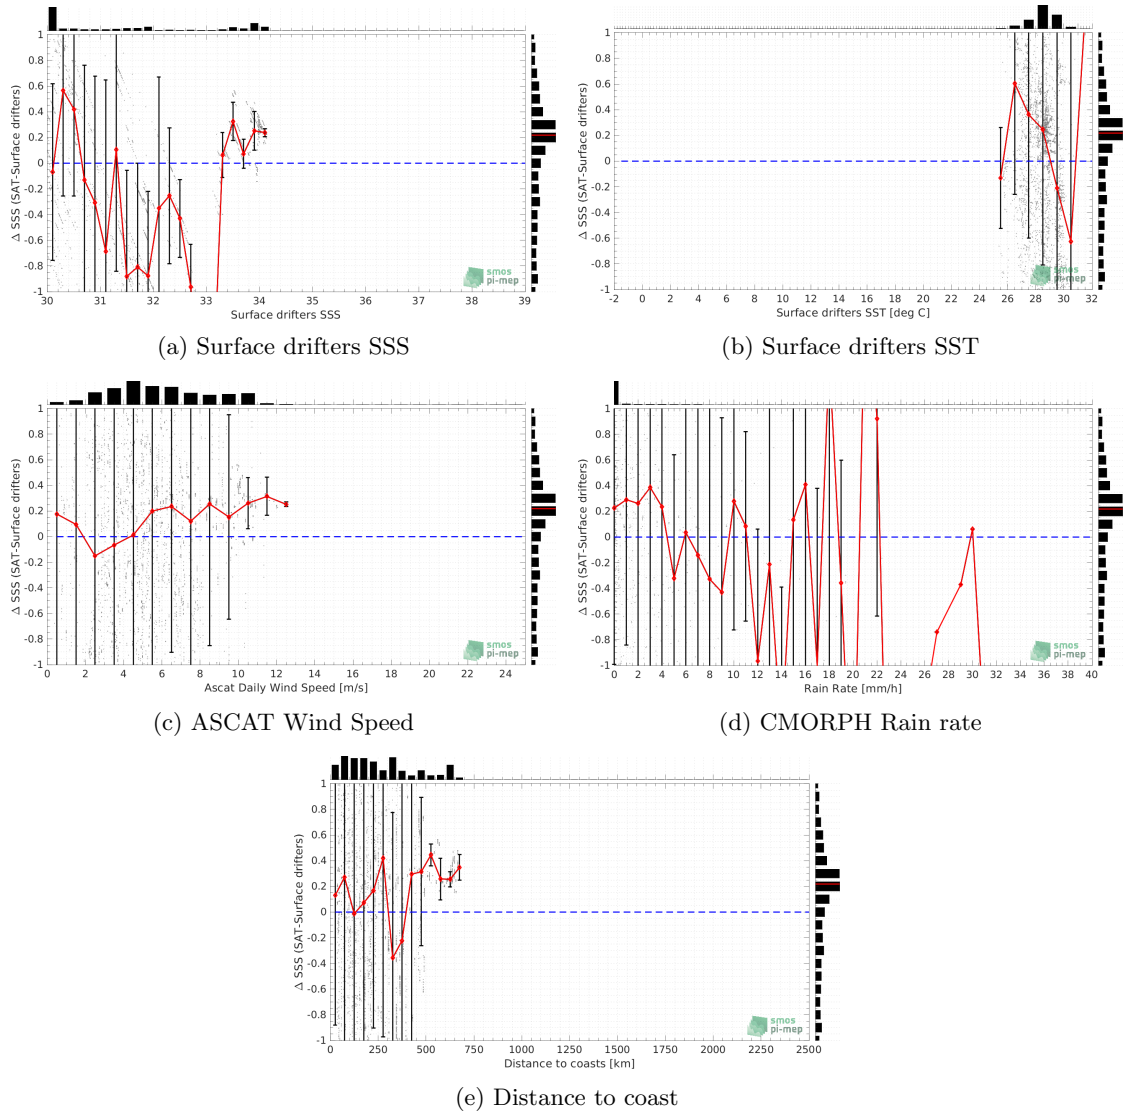 1
0.8
0.6
0.4
0.2
0
-0.2
-0.4
-0.6
-0.8
-1
Δ SSS (SAT-Surface drifters)
30 31 32 33 34 35 36 37 38 39
Surface drifters SSS
smos
pi-mep
(a) Surface drifters SSS
1
0.8
0.6
0.4
0.2
0
-0.2
-0.4
-0.6
-0.8
-1
Δ SSS (SAT-Surface drifters)
-2 0 2 4 6 8 10 12 14 16 18 20 22 24 26 28 30 32
Surface drifters SST [deg C]
smos
pi-mep
(b) Surface drifters SST
1
0.8
0.6
0.4
0.2
0
-0.2
-0.4
-0.6
-0.8
-1
Δ SSS (SAT-Surface drifters)
0 2 4 6 8 10 12 14 16 18 20 22 24
Ascat Daily Wind Speed [m/s]
smos
pi-mep
(c) ASCAT Wind Speed
1
0.8
0.6
0.4
0.2
0
-0.2
-0.4
-0.6
-0.8
-1
Δ SSS (SAT-Surface drifters)
0 2 4 6 8 10 12 14 16 18 20 22 24 26 28 30 32 34 36 38 40
Rain Rate [mm/h]
smos
pi-mep
(d) CMORPH Rain rate
1
0.8
0.6
0.4
0.2
0
-0.2
-0.4
-0.6
-0.8
-1
Δ SSS (SAT-Surface drifters)
0 250 500 750 1000 1250 1500 1750 2000 2250 2500
Distance to coasts [km]
smos
pi-mep
(e) Distance to coast